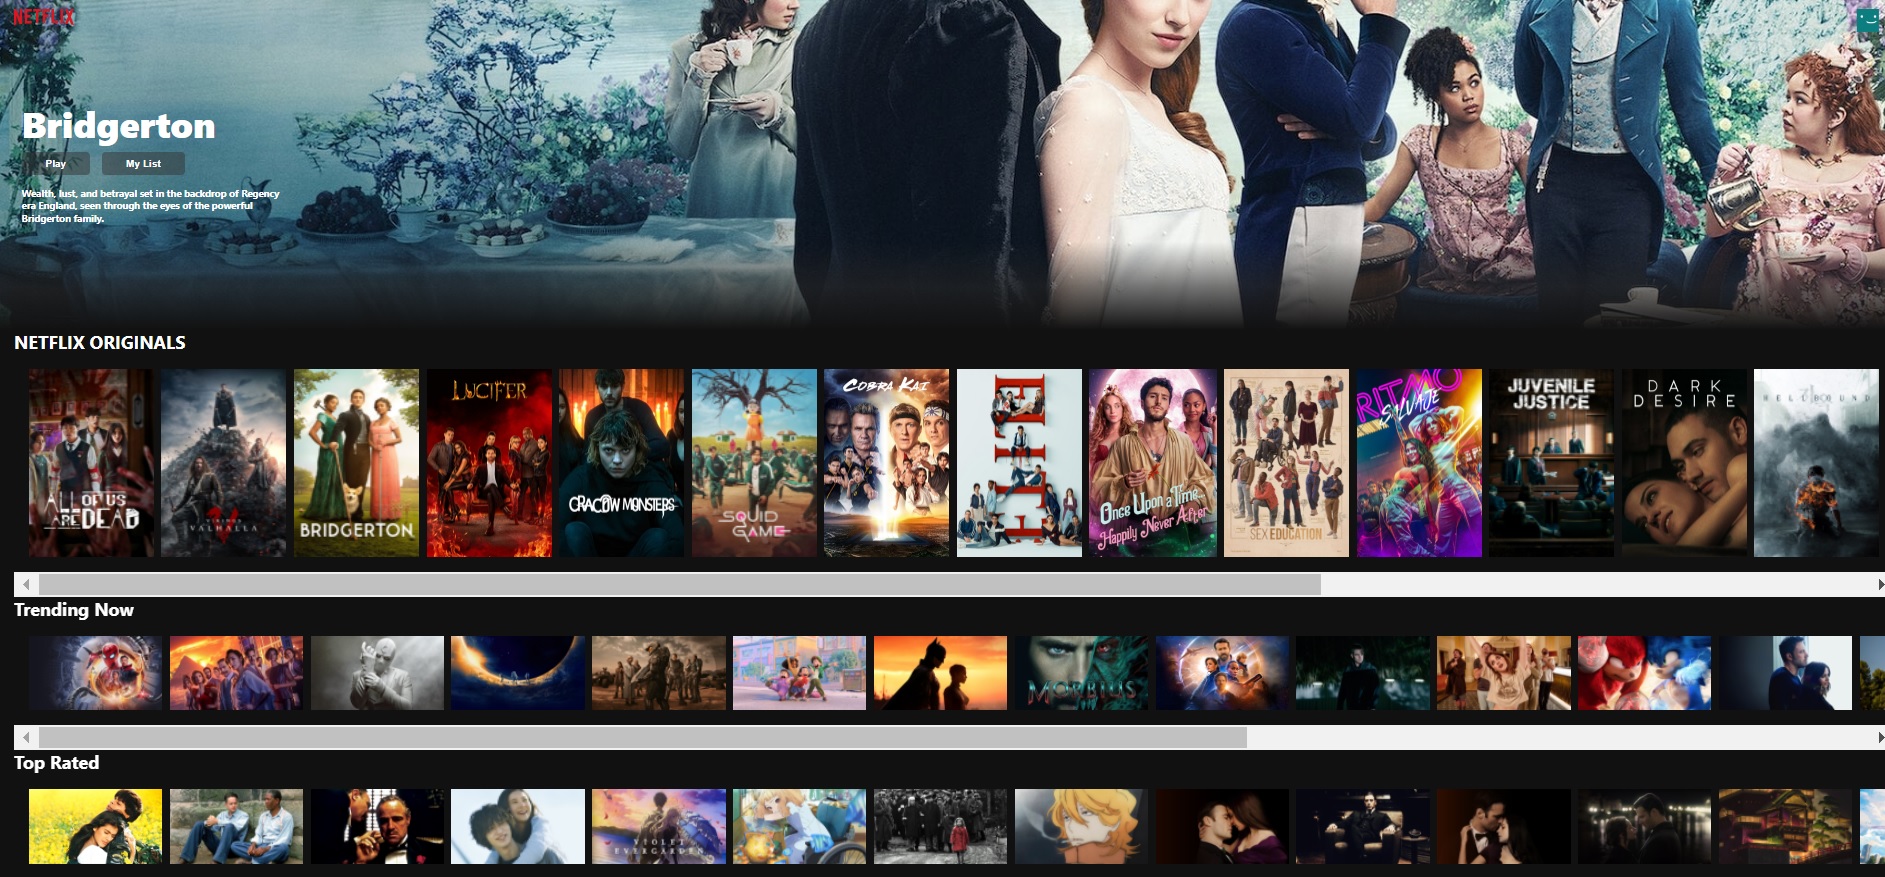 NETFLIX
Bridgerton
Play
My List
Wealth, lust, and betrayal set in the backdrop of Regency
era England, seen through the eyes of the powerful
Bridgerton family.
NETFLIX ORIGINALS
ALL OF US
ARE DEAD
VIKINGS
VALHALLA
BRIDGERTON
LUCIFER
CRACOW MONSTERS
SQUID
GAME
COBRA KAI
ELITE
Once Upon a Time...
Happily Never After
SEX EDUCATION
RITMO
SALVAJE
JUVENILE
JUSTICE
DARK
DESIRE
HELLBOUND
Trending Now
MORBIUS
Top Rated
VIOLET
EVERGARDEN